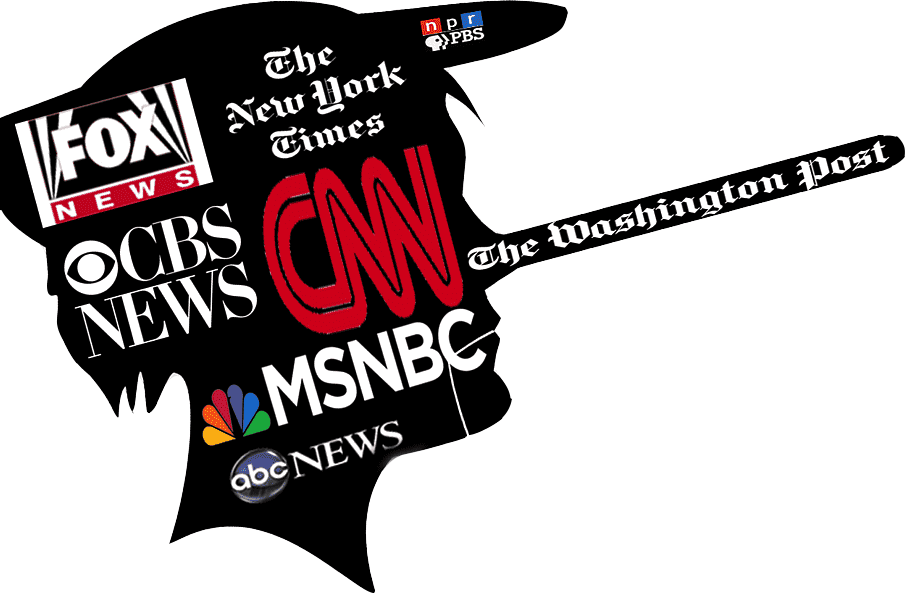 npr
PBS
The
New York
Times
FOX
NEWS
CNN
The Washington Post
CBS
NEWS
MSNBC
abc NEWS